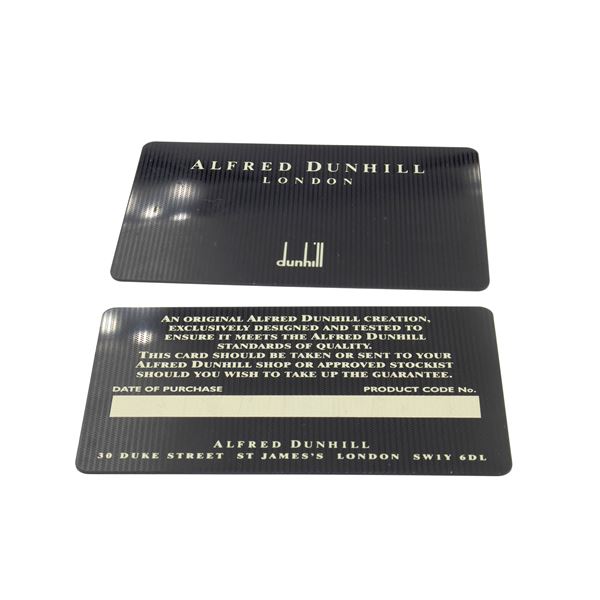 ALFRED DUNHILL
LONDON
dunhill
AN ORIGINAL ALFRED DUNHILL CREATION,
EXCLUSIVELY DESIGNED AND TESTED TO
ENSURE IT MEETS THE ALFRED DUNHILL
STANDARDS OF QUALITY.
THIS CARD SHOULD BE TAKEN OR SENT TO YOUR
ALFRED DUNHILL SHOP OR APPROVED STOCKIST
SHOULD YOU WISH TO TAKE UP THE GUARANTEE.
DATE OF PURCHASE PRODUCT CODE No.
ALFRED DUNHILL
30 DUKE STREET ST JAMES'S LONDON SW1Y 6DL